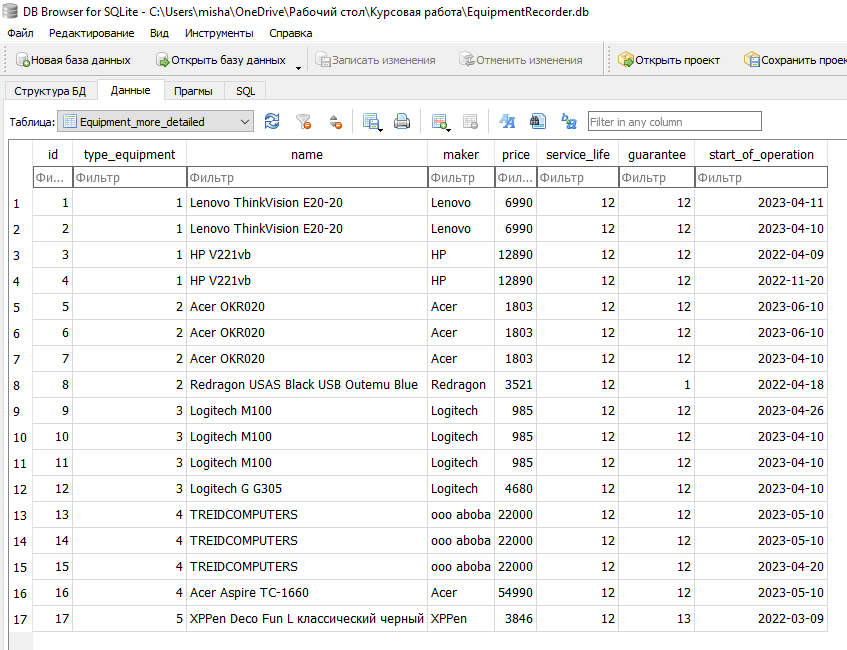 DB Browser for SQLite - C:\Users\misha\OneDrive\Рабочий стол\Курсовая работа\EquipmentRecorder.db
Файл Редактирование Вид Инструменты Справка
Новая база данных Открыть базу данных Записать изменения Отменить изменения Открыть проект Сохранить прое
Структура БД Данные Прагмы SQL
Таблица: Equipment_more_detailed Filter in any column
id type_equipment name maker price service_life guarantee start_of_operation
Фи... Фильтр Фильтр Фильтр Фил... Фильтр Фильтр Фильтр
1 1 1 Lenovo ThinkVision E20-20 Lenovo 6990 12 12 2023-04-11
2 2 1 Lenovo ThinkVision E20-20 Lenovo 6990 12 12 2023-04-10
3 3 1 HP V221vb HP 12890 12 12 2022-04-09
4 4 1 HP V221vb HP 12890 12 12 2022-11-20
5 5 2 Acer OKR020 Acer 1803 12 12 2023-06-10
6 6 2 Acer OKR020 Acer 1803 12 12 2023-06-10
7 7 2 Acer OKR020 Acer 1803 12 12 2023-04-10
8 8 2 Redragon USAS Black USB Outemu Blue Redragon 3521 12 1 2022-04-18
9 9 3 Logitech M100 Logitech 985 12 12 2023-04-26
10 10 3 Logitech M100 Logitech 985 12 12 2023-04-10
11 11 3 Logitech M100 Logitech 985 12 12 2023-04-10
12 12 3 Logitech G G305 Logitech 4680 12 12 2023-04-10
13 13 4 TREIDCOMPUTERS ооо aboba 22000 12 12 2023-05-10
14 14 4 TREIDCOMPUTERS ооо aboba 22000 12 12 2023-05-10
15 15 4 TREIDCOMPUTERS ооо aboba 22000 12 12 2023-04-20
16 16 4 Acer Aspire TC-1660 Acer 54990 12 12 2023-05-10
17 17 5 XPPen Deco Fun L классический черный XPPen 3846 12 13 2022-03-09